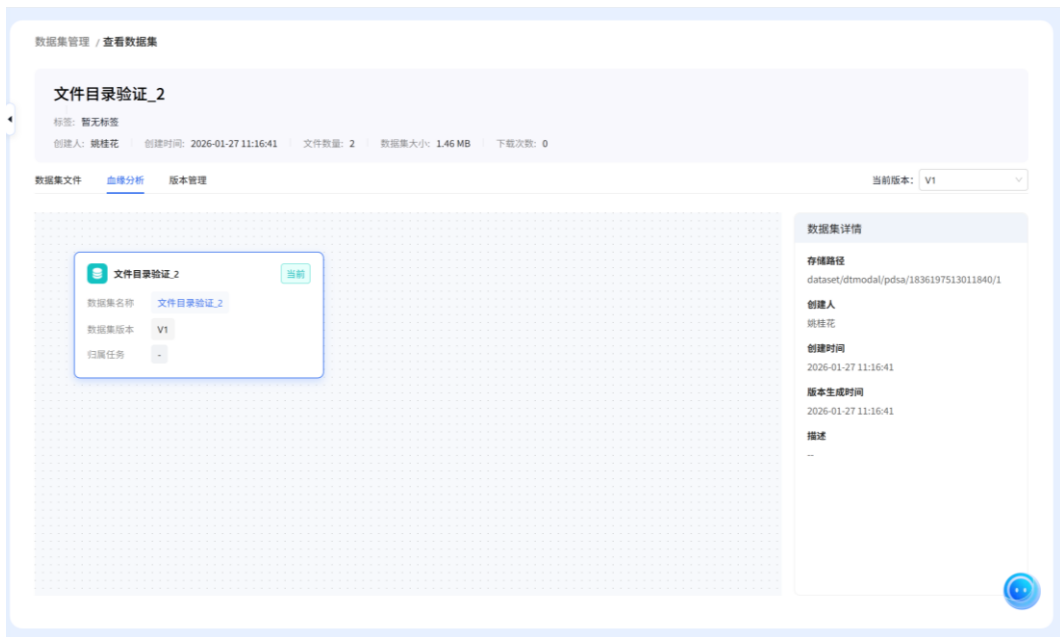 数据集管理 / 查看数据集
文件目录验证_2
标签: 暂无标签
创建人: 姚桂花 创建时间: 2026-01-27 11:16:41 文件数量: 2 数据集大小: 1.46 MB 下载次数: 0
数据集文件 血缘分析 版本管理 当前版本: V1
文件目录验证_2 当前
数据集名称 文件目录验证_2
数据集版本 V1
归属任务 -
数据集详情
存储路径
dataset/dtmodal/pdsa/1836197513011840/1
创建人
姚桂花
创建时间
2026-01-27 11:16:41
版本生成时间
2026-01-27 11:16:41
描述
--